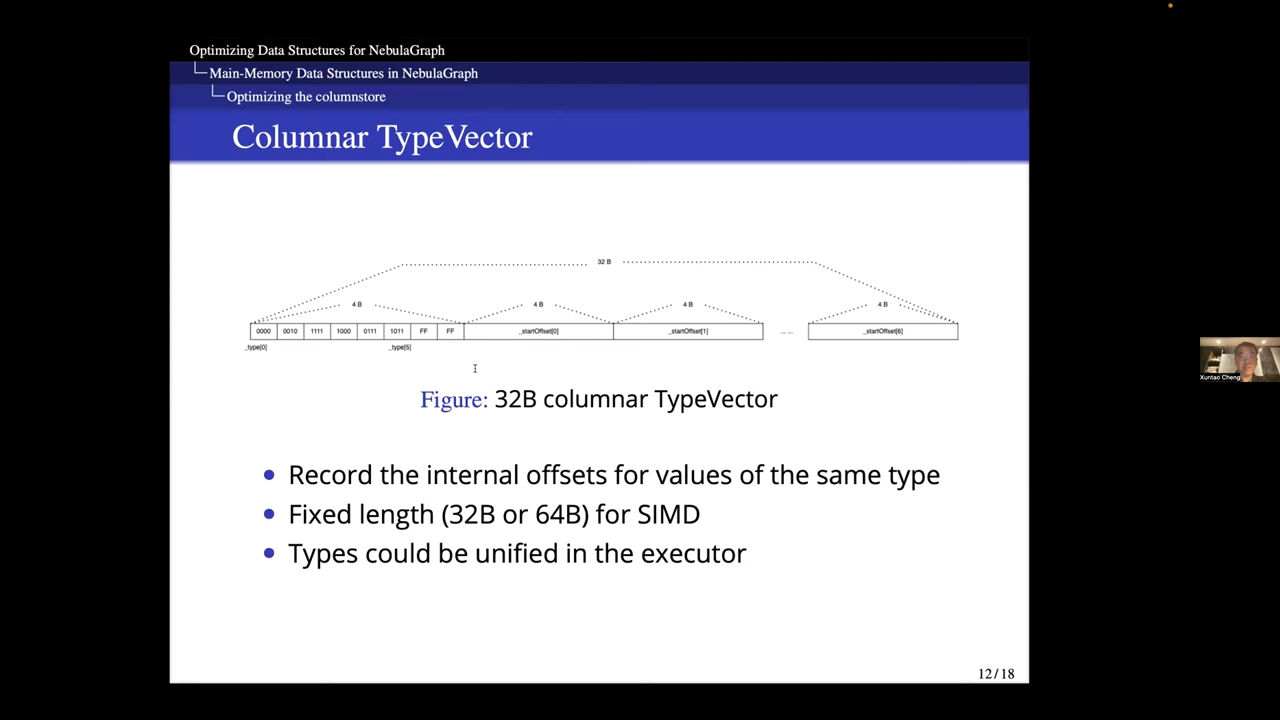 Optimizing Data Structures for NebulaGraph
Main-Memory Data Structures in NebulaGraph
Optimizing the columnstore
Columnar TypeVector
32 B
4 B 4 B 4 B 4 B
0000 0010 1111 1000 0111 1011 FF FF _startOffset[0] _startOffset[1] ... ... _startOffset[6]
_type[0] _type[5]
Figure: 32B columnar TypeVector
• Record the internal offsets for values of the same type
• Fixed length (32B or 64B) for SIMD
• Types could be unified in the executor
12/18
Xuntao Cheng